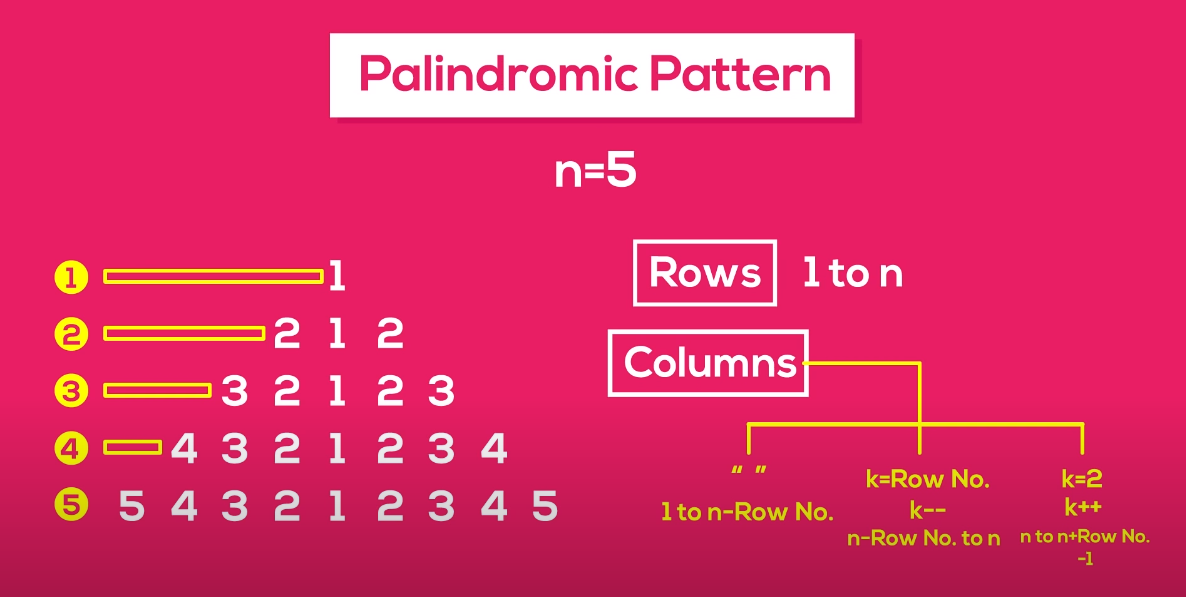 Palindromic Pattern
n=5
1 1
2 2 1 2
3 3 2 1 2 3
4 4 3 2 1 2 3 4
5 5 4 3 2 1 2 3 4 5
Rows 1 to n
Columns
“ ”
1 to n-Row No.
k=Row No.
k--
n-Row No. to n
k=2
k++
n to n+Row No.
-1